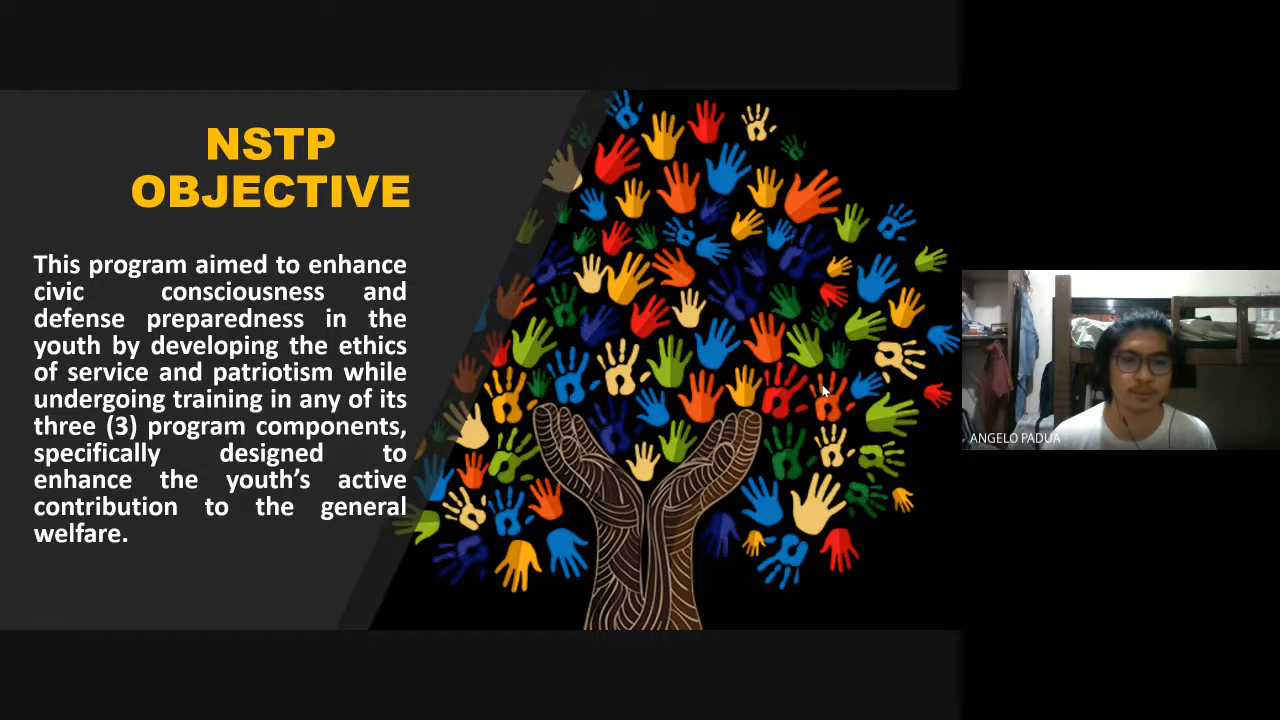 NSTP
OBJECTIVE
This program aimed to enhance
civic consciousness and
defense preparedness in the
youth by developing the ethics
of service and patriotism while
undergoing training in any of its
three (3) program components,
specifically designed to
enhance the youth’s active
contribution to the general
welfare.
ANGELO PADUA